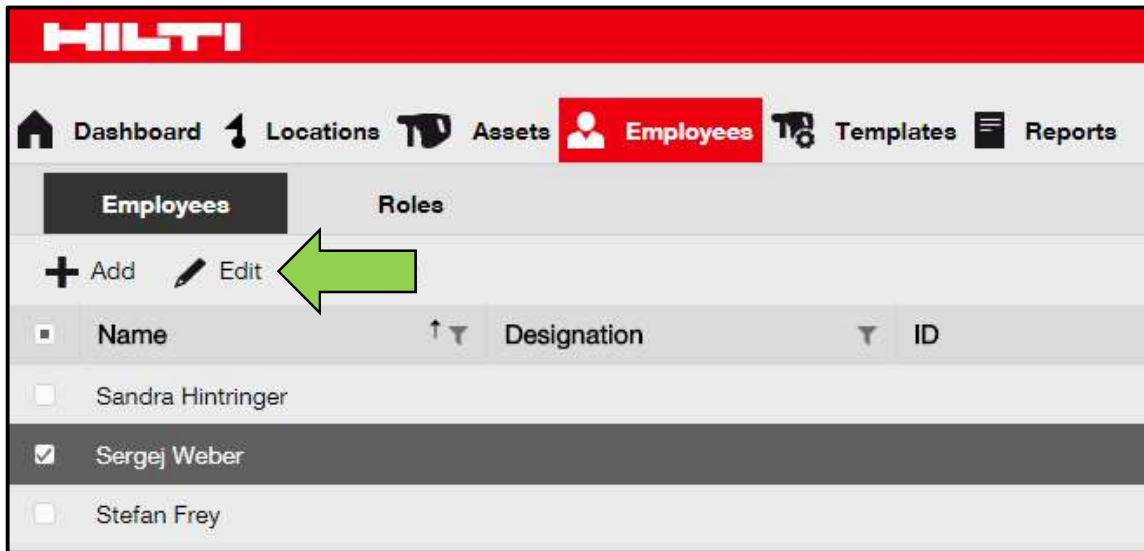 HILTI
Dashboard Locations Assets Employees Templates Reports
Employees Roles
Add Edit
Name Designation ID
Sandra Hintringer
Sergej Weber
Stefan Frey